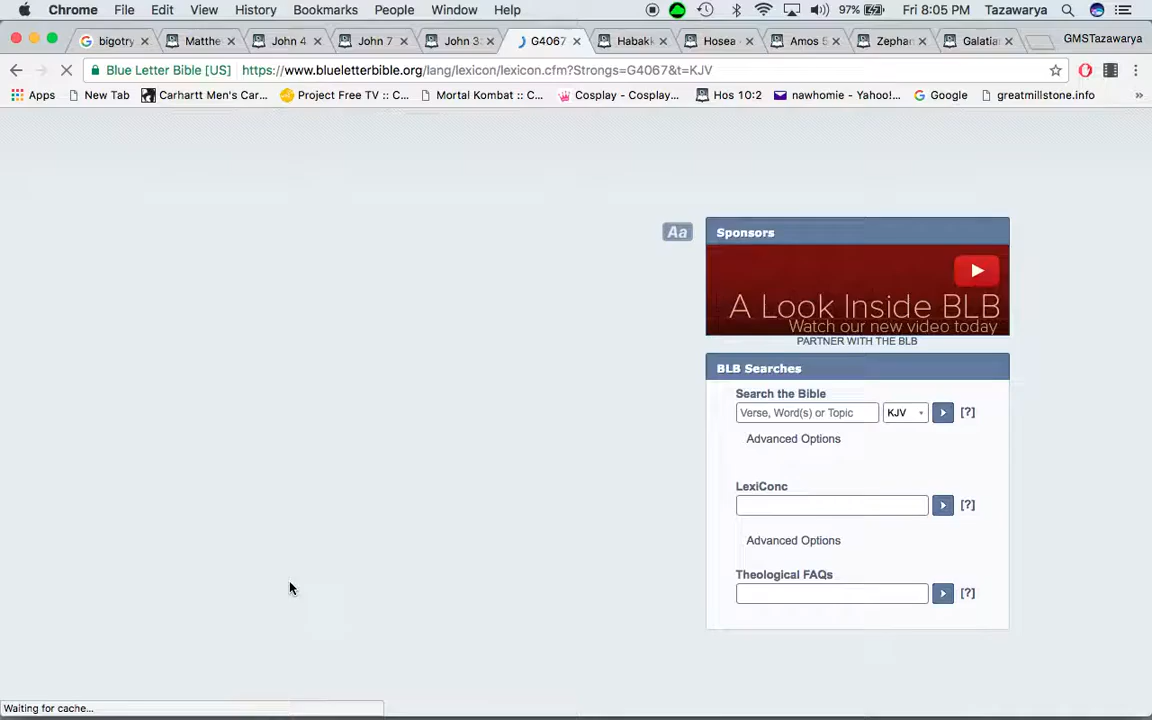 Chrome File Edit View History Bookmarks People Window Help 97% Fri 8:05 PM Tazawarya
bigotry Matthe John 4 John 7 John 3 G4067 Habakk Hosea Amos 5 Zephan Galatia GMSTazawarya
Blue Letter Bible [US] https://www.blueletterbible.org/lang/lexicon/lexicon.cfm?Strongs=G4067&t=KJV
Apps New Tab Carhartt Men's Car... Project Free TV :: C... Mortal Kombat :: C... Cosplay - Cosplay... Hos 10:2 nawhomie - Yahoo!... Google greatmillstone.info »
Aa
Sponsors
A Look Inside BLB
Watch our new video today
PARTNER WITH THE BLB
BLB Searches
Search the Bible
Verse, Word(s) or Topic KJV [?]
Advanced Options
LexiConc
[?]
Advanced Options
Theological FAQs
[?]
Waiting for cache...